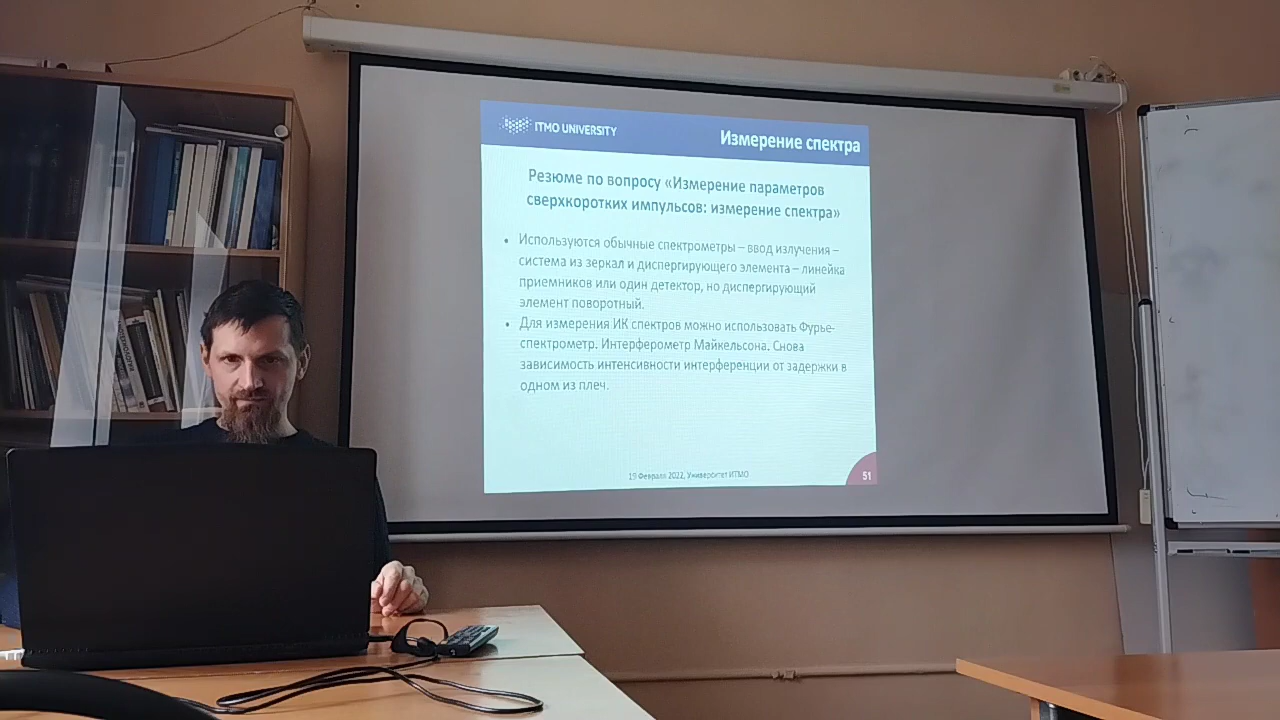 ITMO UNIVERSITY
Измерение спектра
Резюме по вопросу «Измерение параметров
сверхкоротких импульсов: измерение спектра»
• Используются обычные спектрометры – ввод излучения –
система из зеркал и диспергирующего элемента – линейка
приемников или один детектор, но диспергирующий
элемент поворотный.
• Для измерения ИК спектров можно использовать Фурье-
спектрометр. Интерферометр Майкельсона. Снова
зависимость интенсивности интерференции от задержки в
одном из плеч.
19 Февраля 2022, Университет ИТМО
51